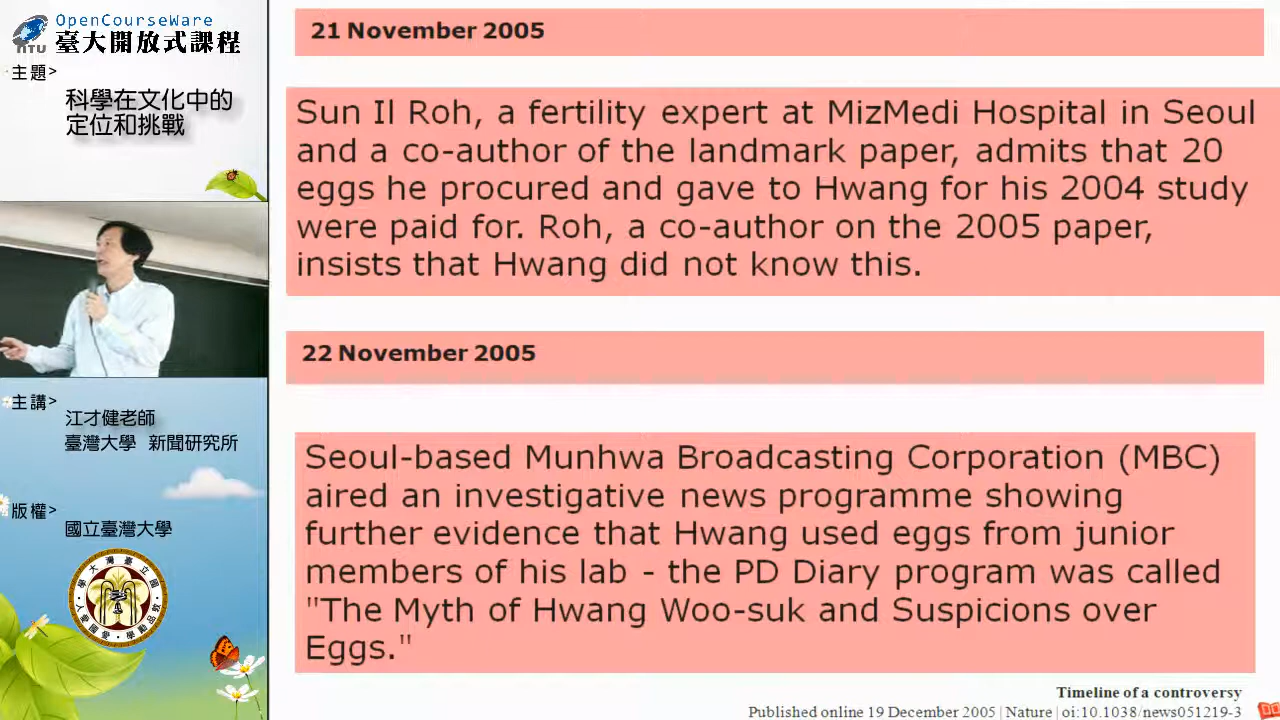 OpenCourseWare
NTU 臺大開放式課程
主題>
科學在文化中的
定位和挑戰
主講>
江才健老師
臺灣大學 新聞研究所
版權>
國立臺灣大學
21 November 2005
Sun Il Roh, a fertility expert at MizMedi Hospital in Seoul
and a co-author of the landmark paper, admits that 20
eggs he procured and gave to Hwang for his 2004 study
were paid for. Roh, a co-author on the 2005 paper,
insists that Hwang did not know this.
22 November 2005
Seoul-based Munhwa Broadcasting Corporation (MBC)
aired an investigative news programme showing
further evidence that Hwang used eggs from junior
members of his lab - the PD Diary program was called
"The Myth of Hwang Woo-suk and Suspicions over
Eggs."
Timeline of a controversy
Published online 19 December 2005 | Nature | oi:10.1038/news051219-3